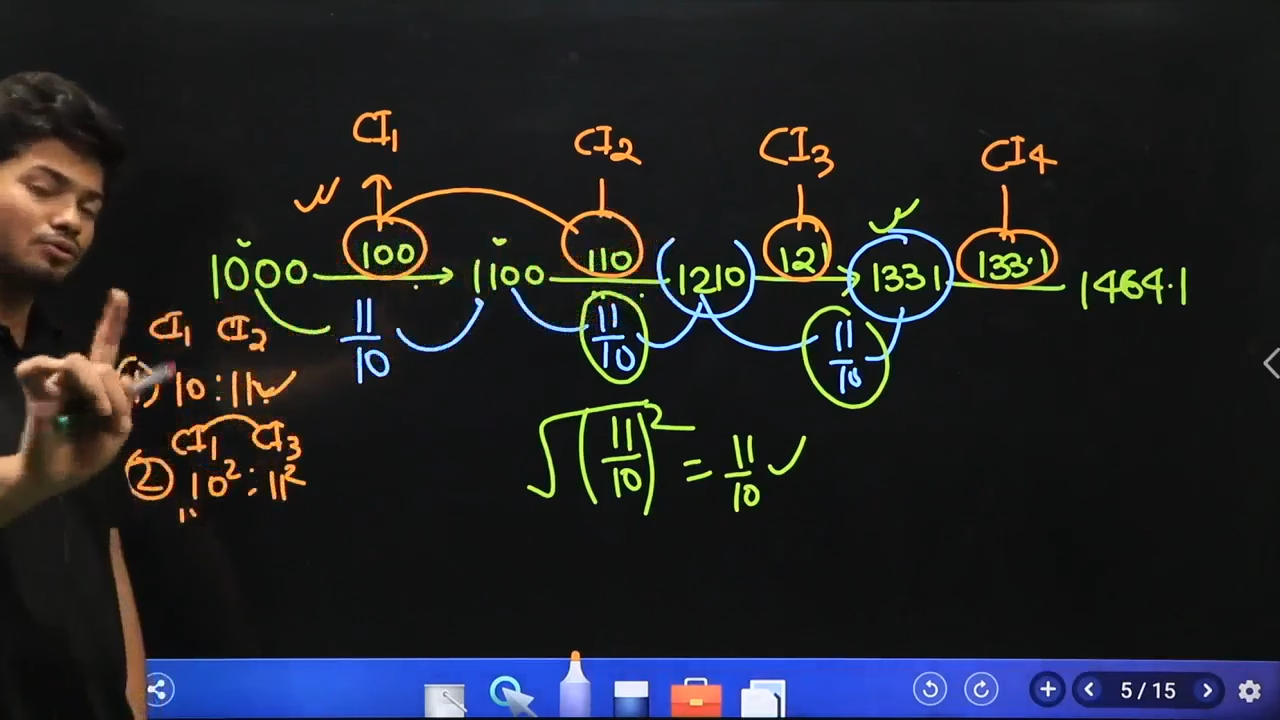 CI1 CI2 CI3 CI4
1000 100 1100 110 1210 121 1331 133.1 1464.1
11/10 11/10 11/10
CI1 CI2
1) 10 : 11
CI1 CI3
2 10² : 11²
√(11/10)² = 11/10
5 / 15